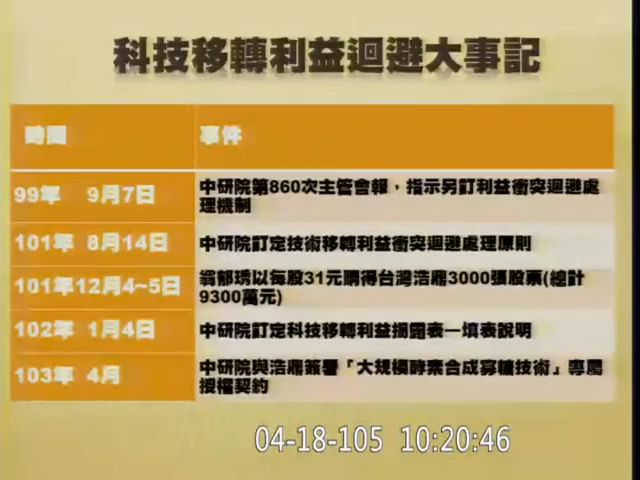 科技移轉利益迴避大事記
時間 事件
99年 9月7日 中研院第860次主管會報，指示另訂利益衝突迴避處
理機制
101年 8月14日 中研院訂定技術移轉利益衝突迴避處理原則
101年12月4~5日 翁郁琇以每股31元購得台灣浩鼎3000張股票(總計
9300萬元)
102年 1月4日 中研院訂定科技移轉利益揭露表—填表說明
103年 4月 中研院與浩鼎簽署「大規模酵素合成寡糖技術」專屬
授權契約
04-18-105 10:20:46